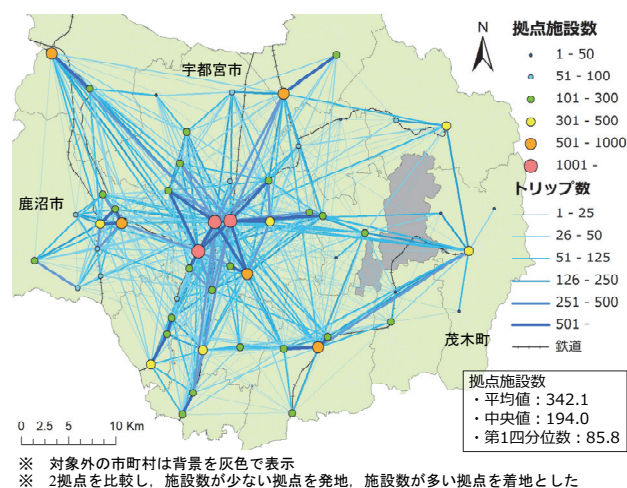 N
拠点施設数
1 - 50
51 - 100
101 - 300
301 - 500
501 - 1000
1001 -
トリップ数
1 - 25
26 - 50
51 - 125
126 - 250
251 - 500
501 -
鉄道
宇都宮市
鹿沼市
茂木町
拠点施設数
・平均値：342.1
・中央値：194.0
・第1四分位数：85.8
0 2.5 5 10 Km
※ 対象外の市町村は背景を灰色で表示
※ 2拠点を比較し，施設数が少ない拠点を発地，施設数が多い拠点を着地とした